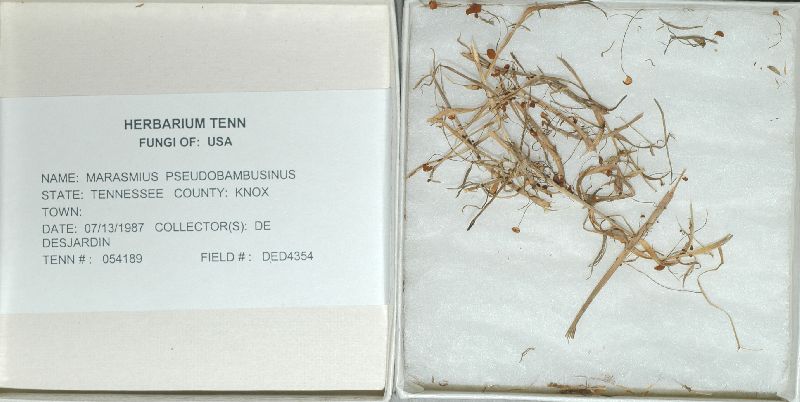 HERBARIUM TENN
FUNGI OF: USA
NAME: MARASMIUS PSEUDOBAMBUSINUS
STATE: TENNESSEE COUNTY: KNOX
TOWN:
DATE: 07/13/1987 COLLECTOR(S): DE
DESJARDIN
TENN # : 054189 FIELD # : DED4354